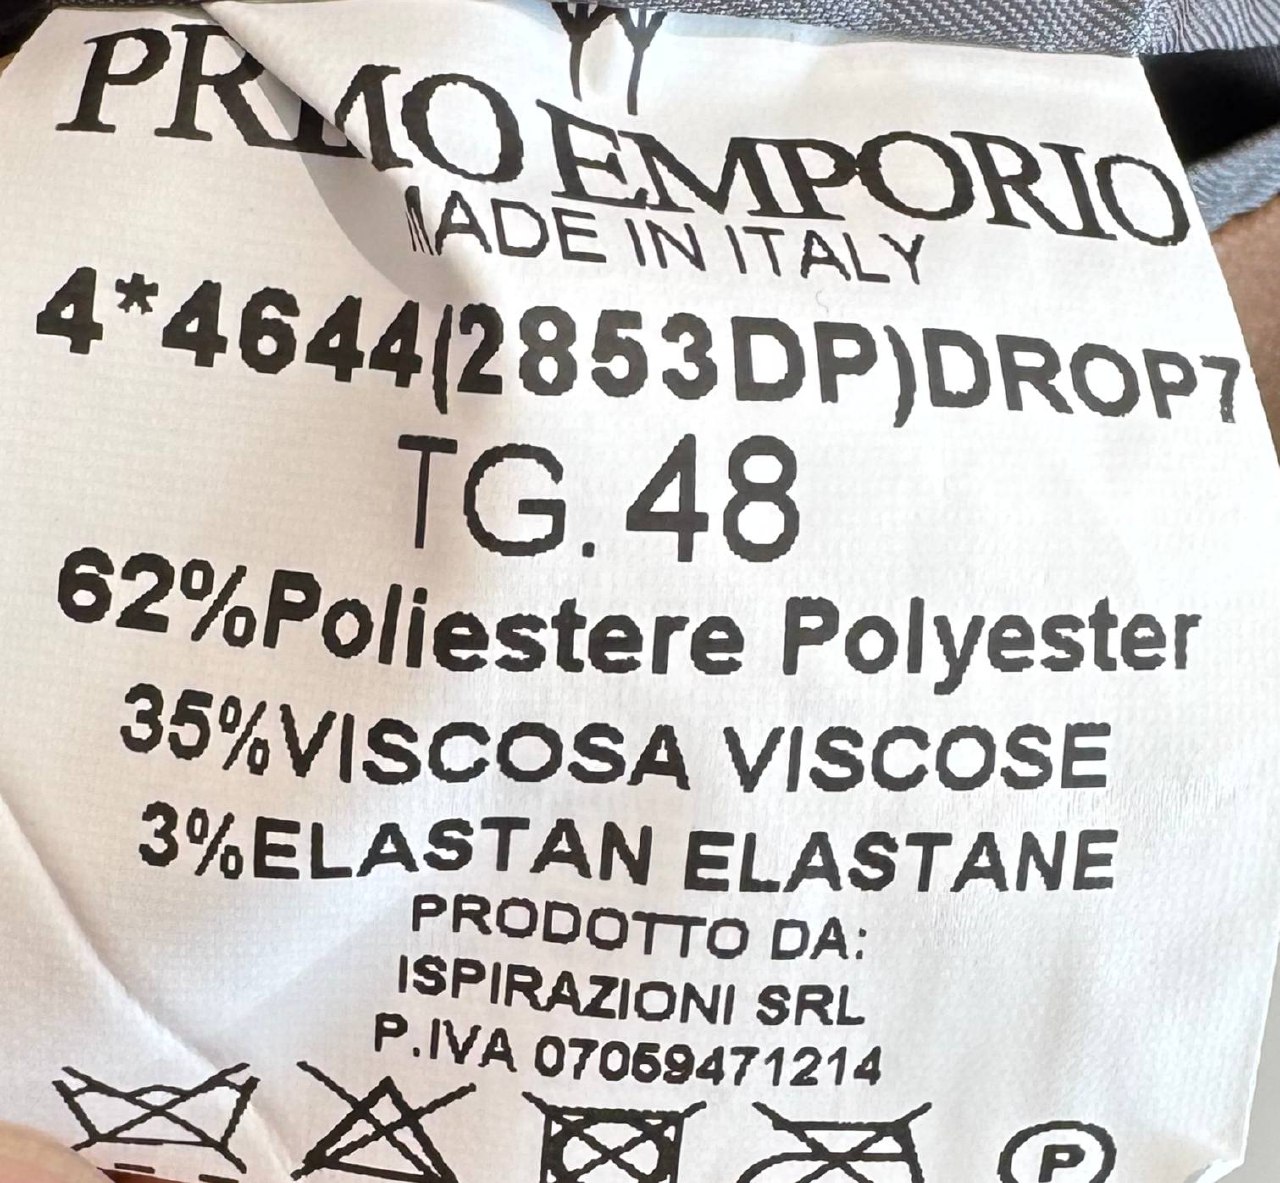 PRIMO EMPORIO
MADE IN ITALY
4*4644(2853DP)DROP7
TG. 48
62%Poliestere Polyester
35%VISCOSA VISCOSE
3%ELASTAN ELASTANE
PRODOTTO DA:
ISPIRAZIONI SRL
P.IVA 07059471214
P